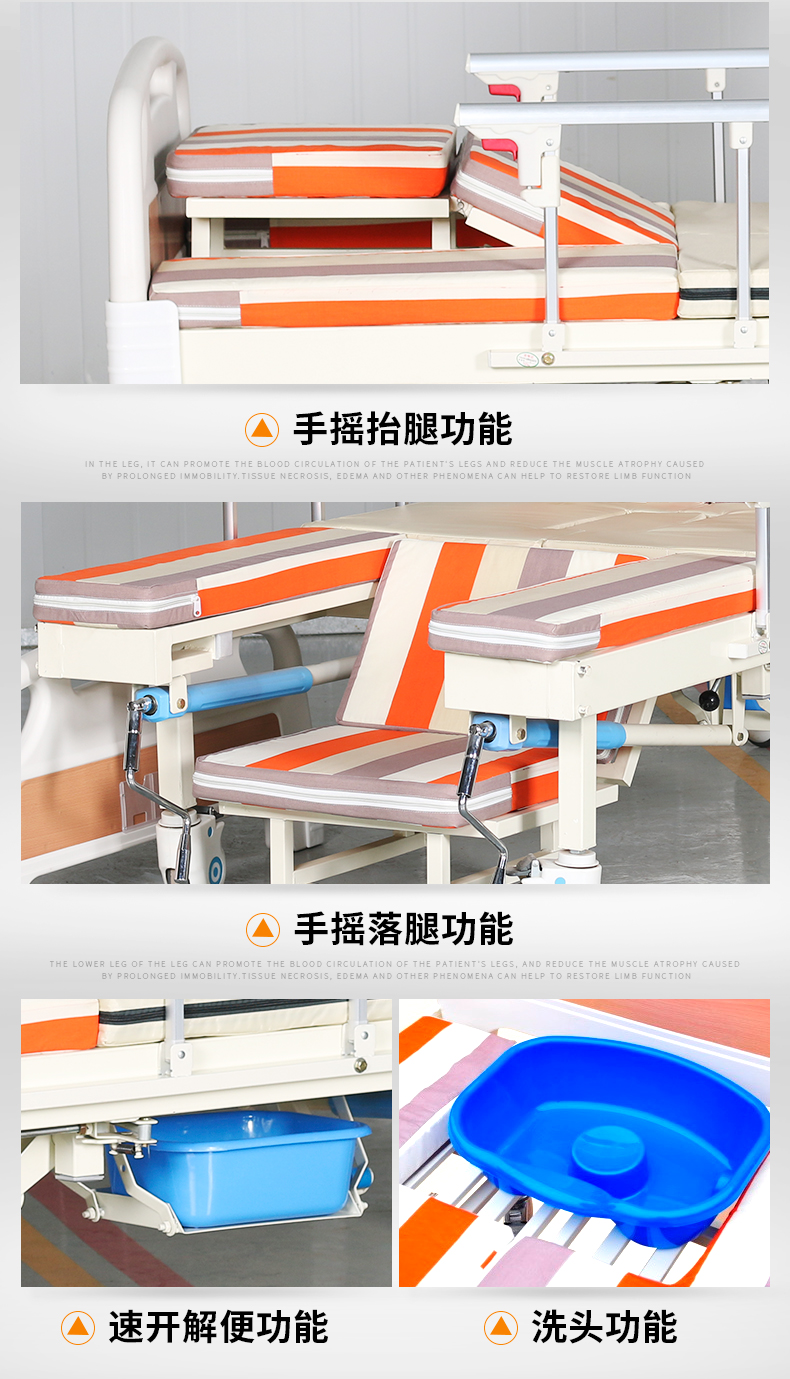 手摇抬腿功能
IN THE LEG, IT CAN PROMOTE THE BLOOD CIRCULATION OF THE PATIENT'S LEGS AND REDUCE THE MUSCLE ATROPHY CAUSED
BY PROLONGED IMMOBILITY.TISSUE NECROSIS, EDEMA AND OTHER PHENOMENA CAN HELP TO RESTORE LIMB FUNCTION
手摇落腿功能
THE LOWER LEG OF THE LEG CAN PROMOTE THE BLOOD CIRCULATION OF THE PATIENT'S LEGS, AND REDUCE THE MUSCLE ATROPHY CAUSED
BY PROLONGED IMMOBILITY.TISSUE NECROSIS, EDEMA AND OTHER PHENOMENA CAN HELP TO RESTORE LIMB FUNCTION
速开解便功能
洗头功能